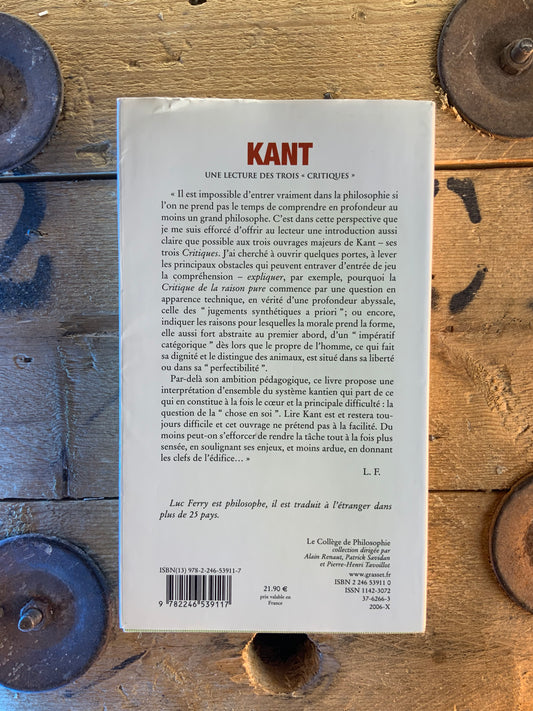 KANT
UNE LECTURE DES TROIS “ CRITIQUES ”
« Il est impossible d’entrer vraiment dans la philosophie si
l’on ne prend pas le temps de comprendre en profondeur au
moins un grand philosophe. C’est dans cette perspective que
je me suis efforcé d’offrir au lecteur une introduction aussi
claire que possible aux trois ouvrages majeurs de Kant – ses
trois Critiques. J’ai cherché à ouvrir quelques portes, à lever
les principaux obstacles qui peuvent entraver d’entrée de jeu
la compréhension – expliquer, par exemple, pourquoi la
Critique de la raison pure commence par une question en
apparence technique, en vérité d’une profondeur abyssale,
celle des “ jugements synthétiques a priori ” ; ou encore,
indiquer les raisons pour lesquelles la morale prend la forme,
elle aussi fort abstraite au premier abord, d’un “ impératif
catégorique ” dès lors que le propre de l’homme, ce qui fait
sa dignité et le distingue des animaux, est situé dans sa liberté
ou dans sa “ perfectibilité ”.
Par-delà son ambition pédagogique, ce livre propose une
interprétation d’ensemble du système kantien qui part de ce
qui en constitue à la fois le cœur et la principale difficulté : la
question de la “ chose en soi ”. Lire Kant est et restera tou-
jours difficile et cet ouvrage ne prétend pas à la facilité. Du
moins peut-on s’efforcer de rendre la tâche tout à la fois plus
sensée, en soulignant ses enjeux, et moins ardue, en donnant
les clefs de l’édifice… »
L. F.
Luc Ferry est philosophe, il est traduit à l’étranger dans
plus de 25 pays.
Le Collège de Philosophie
collection dirigée par
Alain Renaut, Patrick Savidan
et Pierre-Henri Tavoillot
www.grasset.fr
ISBN 2 246 53911 0
ISSN 1142-3072
37-6266-3
2006-X
ISBN(13) 978-2-246-53911-7
9 782246 539117
21.90 €
prix valable en
France